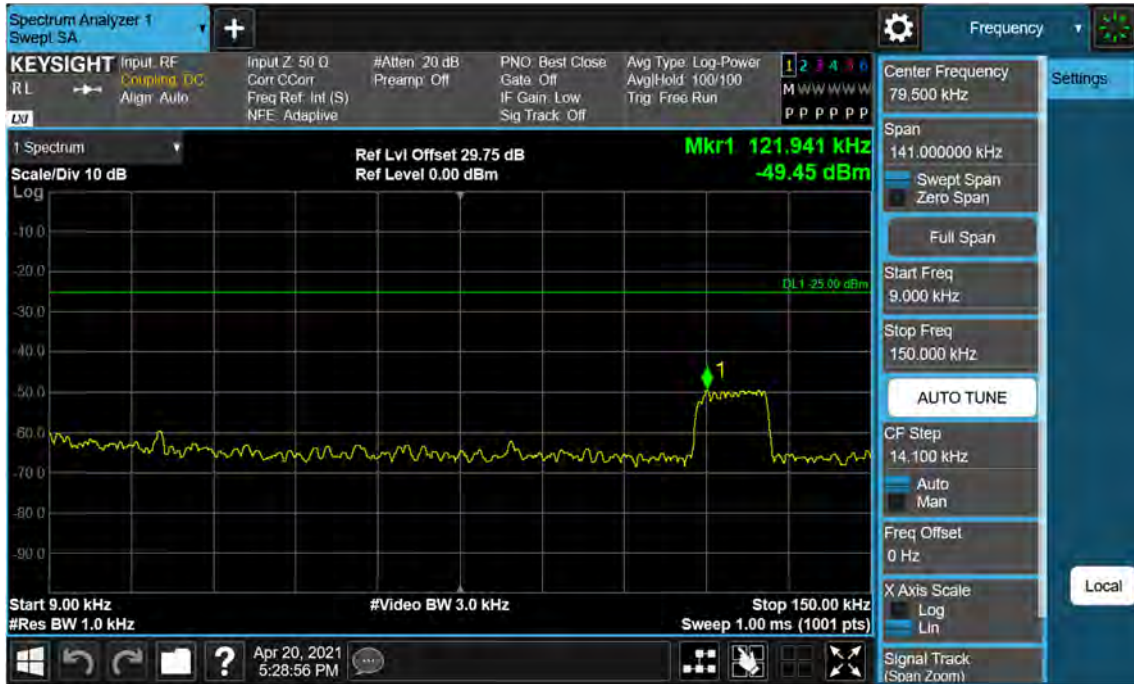 Spectrum Analyzer 1
Swept SA
Frequency
KEYSIGHT
RL
LXI
Input: RF
Coupling: DC
Align: Auto
Input Z: 50 Ω
Corr CCorr
Freq Ref: Int (S)
NFE: Adaptive
#Atten: 20 dB
Preamp: Off
PNO: Best Close
Gate: Off
IF Gain: Low
Sig Track: Off
Avg Type: Log-Power
Avg|Hold: 100/100
Trig: Free Run
1 2 3 4 5 6
M W W W W W
P P P P P P
1 Spectrum
Scale/Div 10 dB
Ref Lvl Offset 29.75 dB
Ref Level 0.00 dBm
Mkr1 121.941 kHz
-49.45 dBm
Log
-10.0
-20.0
DL1 -25.00 dBm
-30.0
-40.0
1
-50.0
-60.0
-70.0
-80.0
-90.0
Start 9.00 kHz
#Res BW 1.0 kHz
#Video BW 3.0 kHz
Stop 150.00 kHz
Sweep 1.00 ms (1001 pts)
Center Frequency
79.500 kHz
Settings
Span
141.000000 kHz
Swept Span
Zero Span
Full Span
Start Freq
9.000 kHz
Stop Freq
150.000 kHz
AUTO TUNE
CF Step
14.100 kHz
Auto
Man
Freq Offset
0 Hz
X Axis Scale
Log
Lin
Local
Signal Track
(Span Zoom)
?
Apr 20, 2021
5:28:56 PM